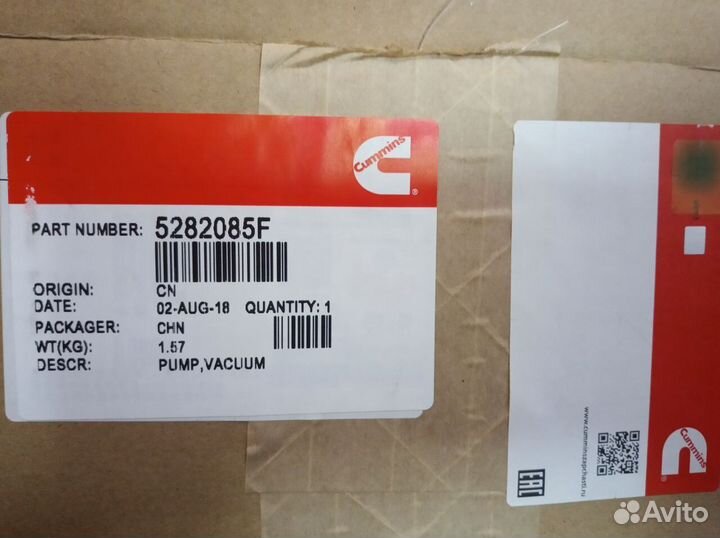 Cummins
PART NUMBER: 5282085F
ORIGIN: CN
DATE: 02-AUG-18 QUANTITY: 1
PACKAGER: CHN
WT(KG): 1.57
DESCR: PUMP,VACUUM
www.cumminszapchasti.ru
EAC
Cummins
Avito